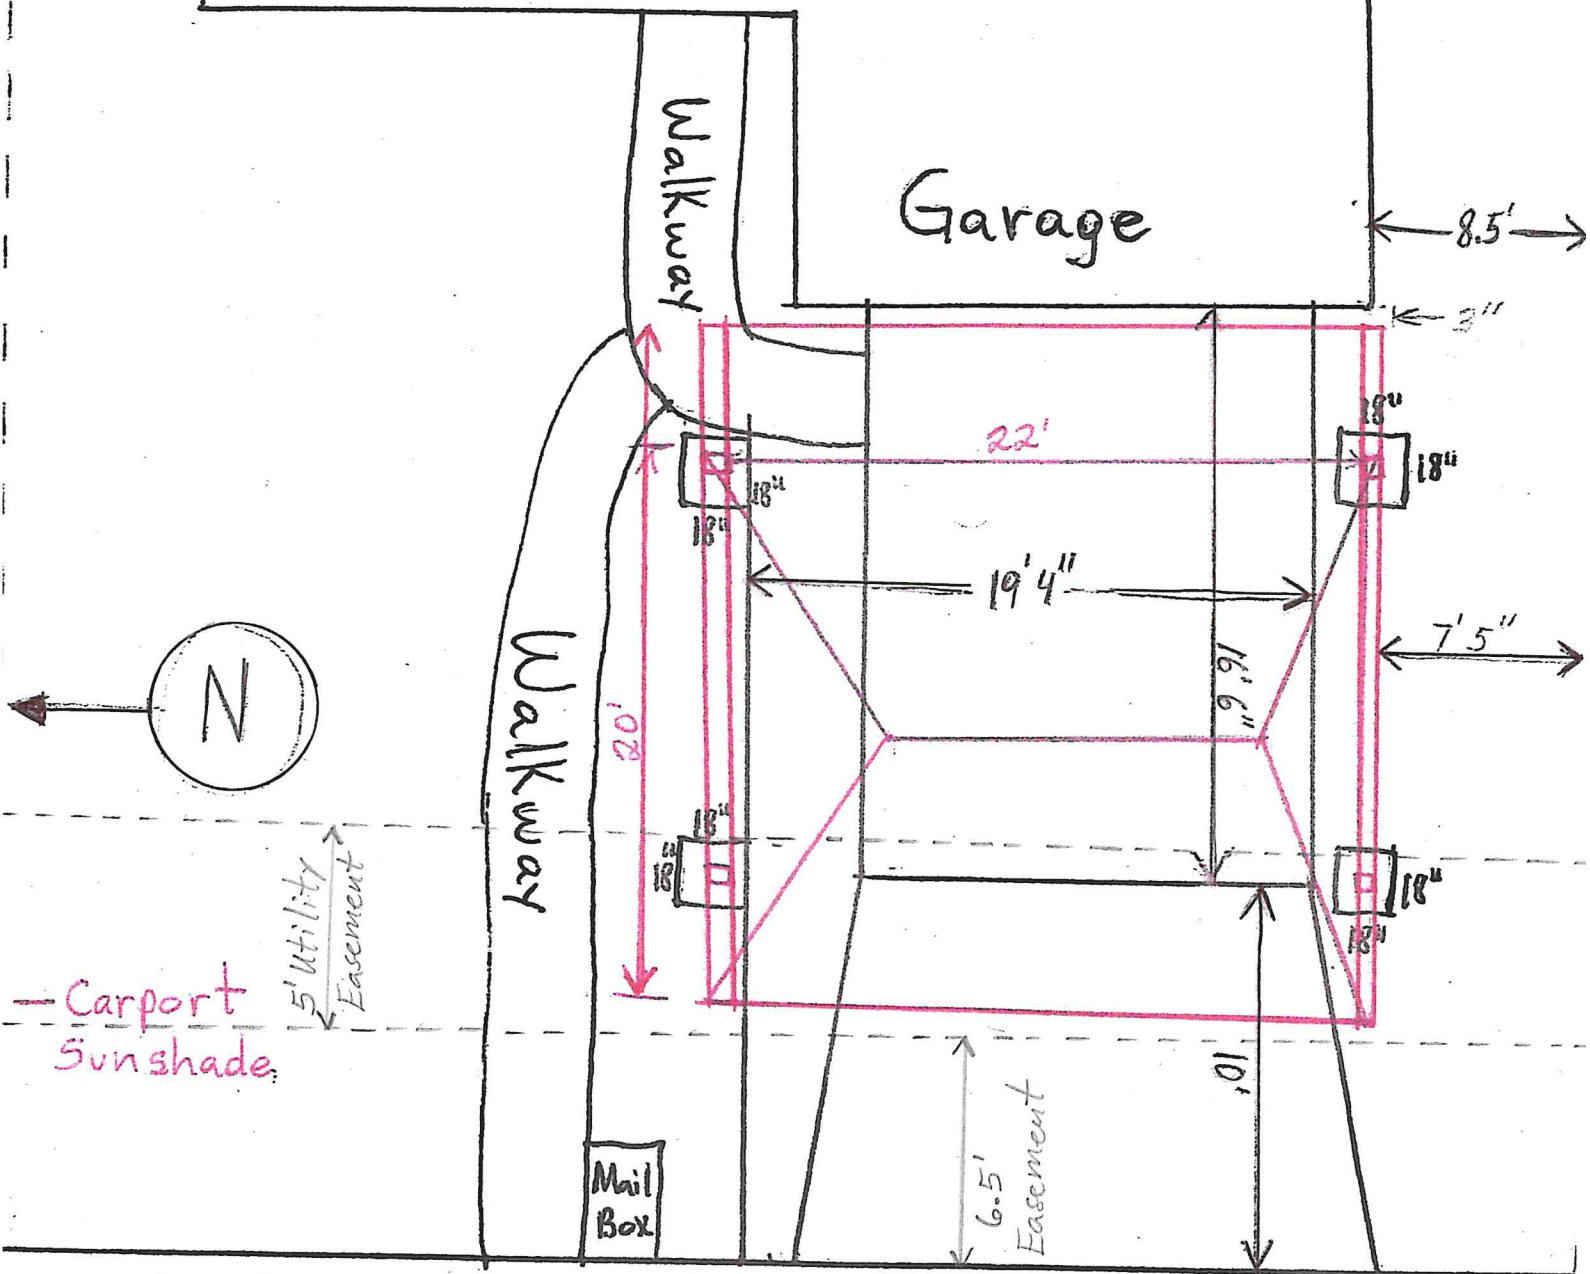 Walkway
Garage
8.5'
3"
18"
18"
22'
18"
18"
19'4"
16'6"
7'5"
Walkway
N
20'
18"
18"
18"
18"
5' Utility
Easement
Carport
Sunshade
10'
6.5'
Easement
Mail
Box